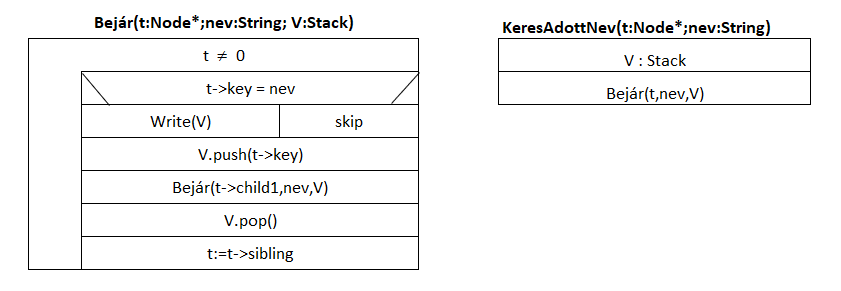 Bejár(t:Node*;nev:String; V:Stack)
t ≠ 0
t->key = nev
Write(V)
skip
V.push(t->key)
Bejár(t->child1,nev,V)
V.pop()
t:=t->sibling
KeresAdottNev(t:Node*;nev:String)
V : Stack
Bejár(t,nev,V)